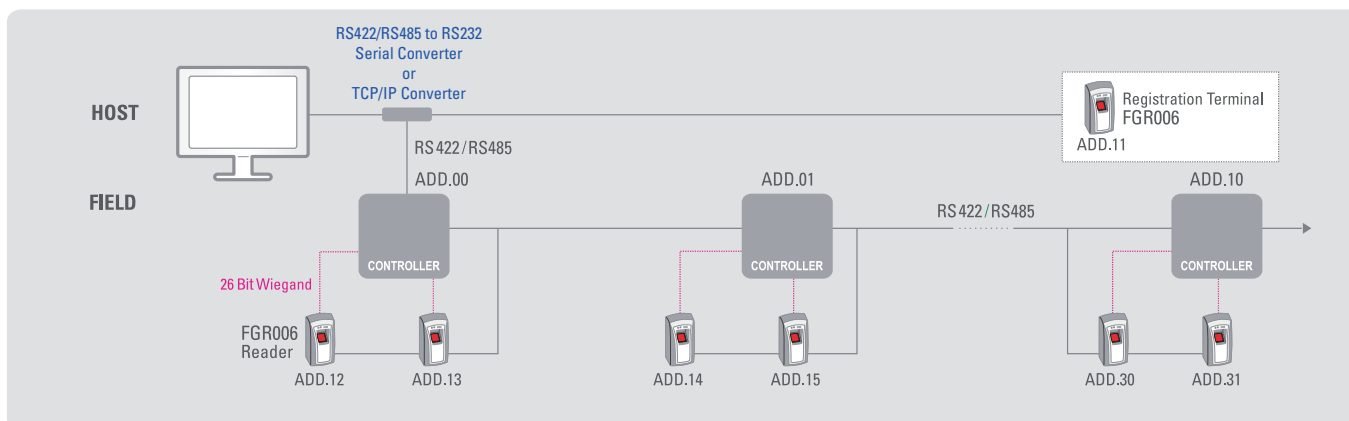 RS422/RS485 to RS232
Serial Converter
or
TCP/IP Converter
HOST
Registration Terminal
FGR006
ADD.11
RS422/RS485
ADD.00
ADD.01
ADD.10
FIELD
RS422/RS485
CONTROLLER
CONTROLLER
CONTROLLER
26 Bit Wiegand
FGR006
Reader
ADD.12
ADD.13
ADD.14
ADD.15
ADD.30
ADD.31